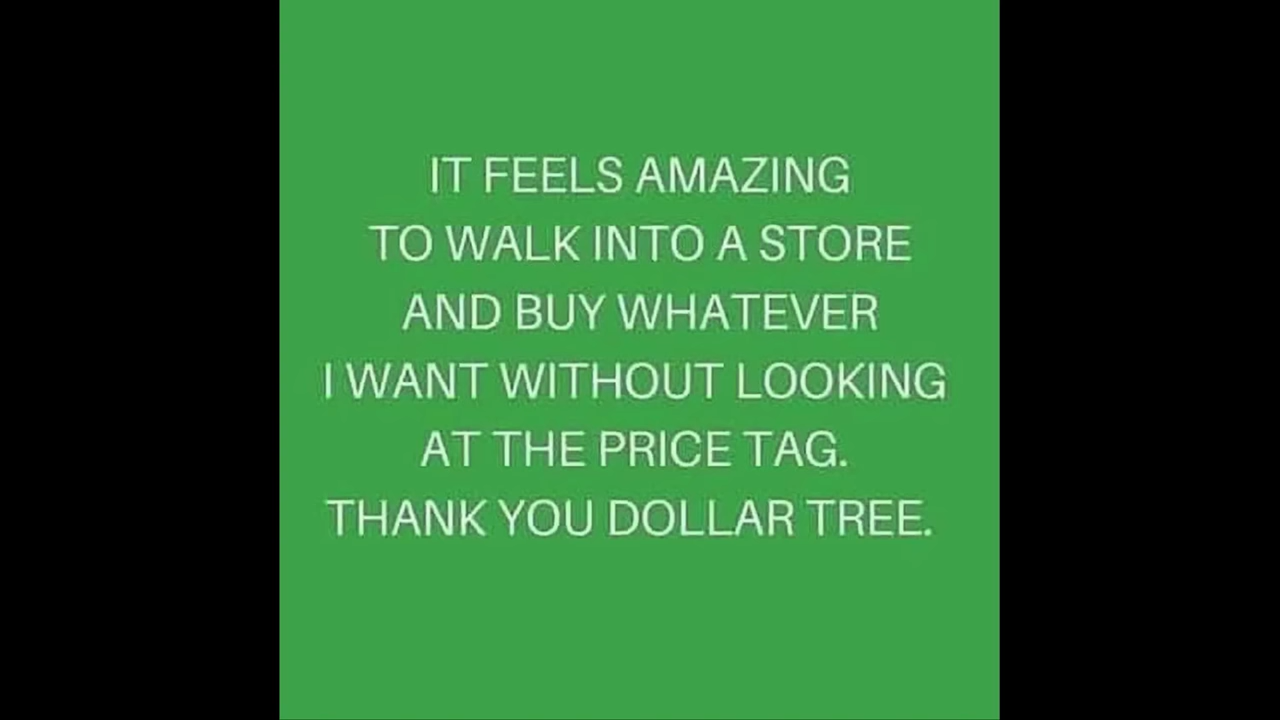 IT FEELS AMAZING
TO WALK INTO A STORE
AND BUY WHATEVER
I WANT WITHOUT LOOKING
AT THE PRICE TAG.
THANK YOU DOLLAR TREE.